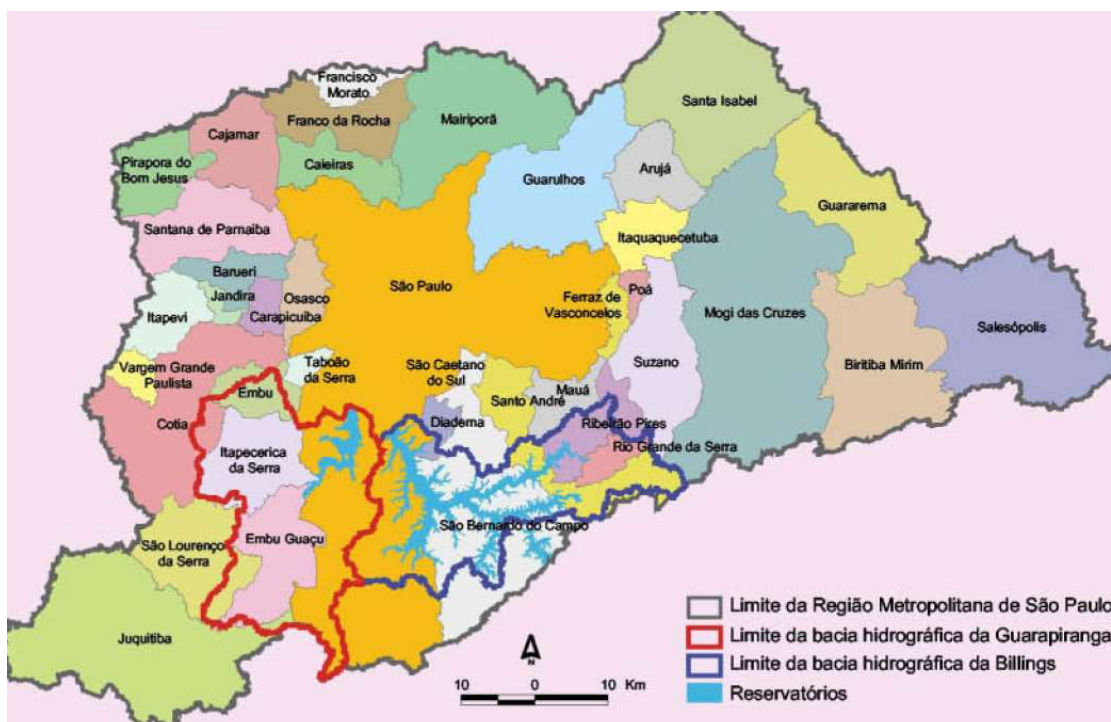 Francisco
Morato
Franco da Rocha
Mairiporã
Santa Isabel
Cajamar
Pirapora do
Bom Jesus
Caieiras
Guarulhos
Arujá
Guararema
Santana de Parnaiba
Itaquaquecetuba
Barueri
Jandira
Osasco
São Paulo
Ferraz de
Vasconcelos
Poá
Itapevi
Carapicuiba
Mogi das Cruzes
Salesópolis
Vargem Grande
Paulista
Taboão
da Serra
São Caetano
do Sul
Suzano
Biritiba Mirim
Embu
Mauá
Santo André
Cotia
Diadema
Ribeirão Pires
Itapecerica
da Serra
Rio Grande da Serra
São Bernardo do Campo
Embu Guaçu
São Lourenço
da Serra
Juquitiba
N
10 0 10 Km
Limite da Região Metropolitana de São Paulo
Limite da bacia hidrográfica da Guarapiranga
Limite da bacia hidrográfica da Billings
Reservatórios